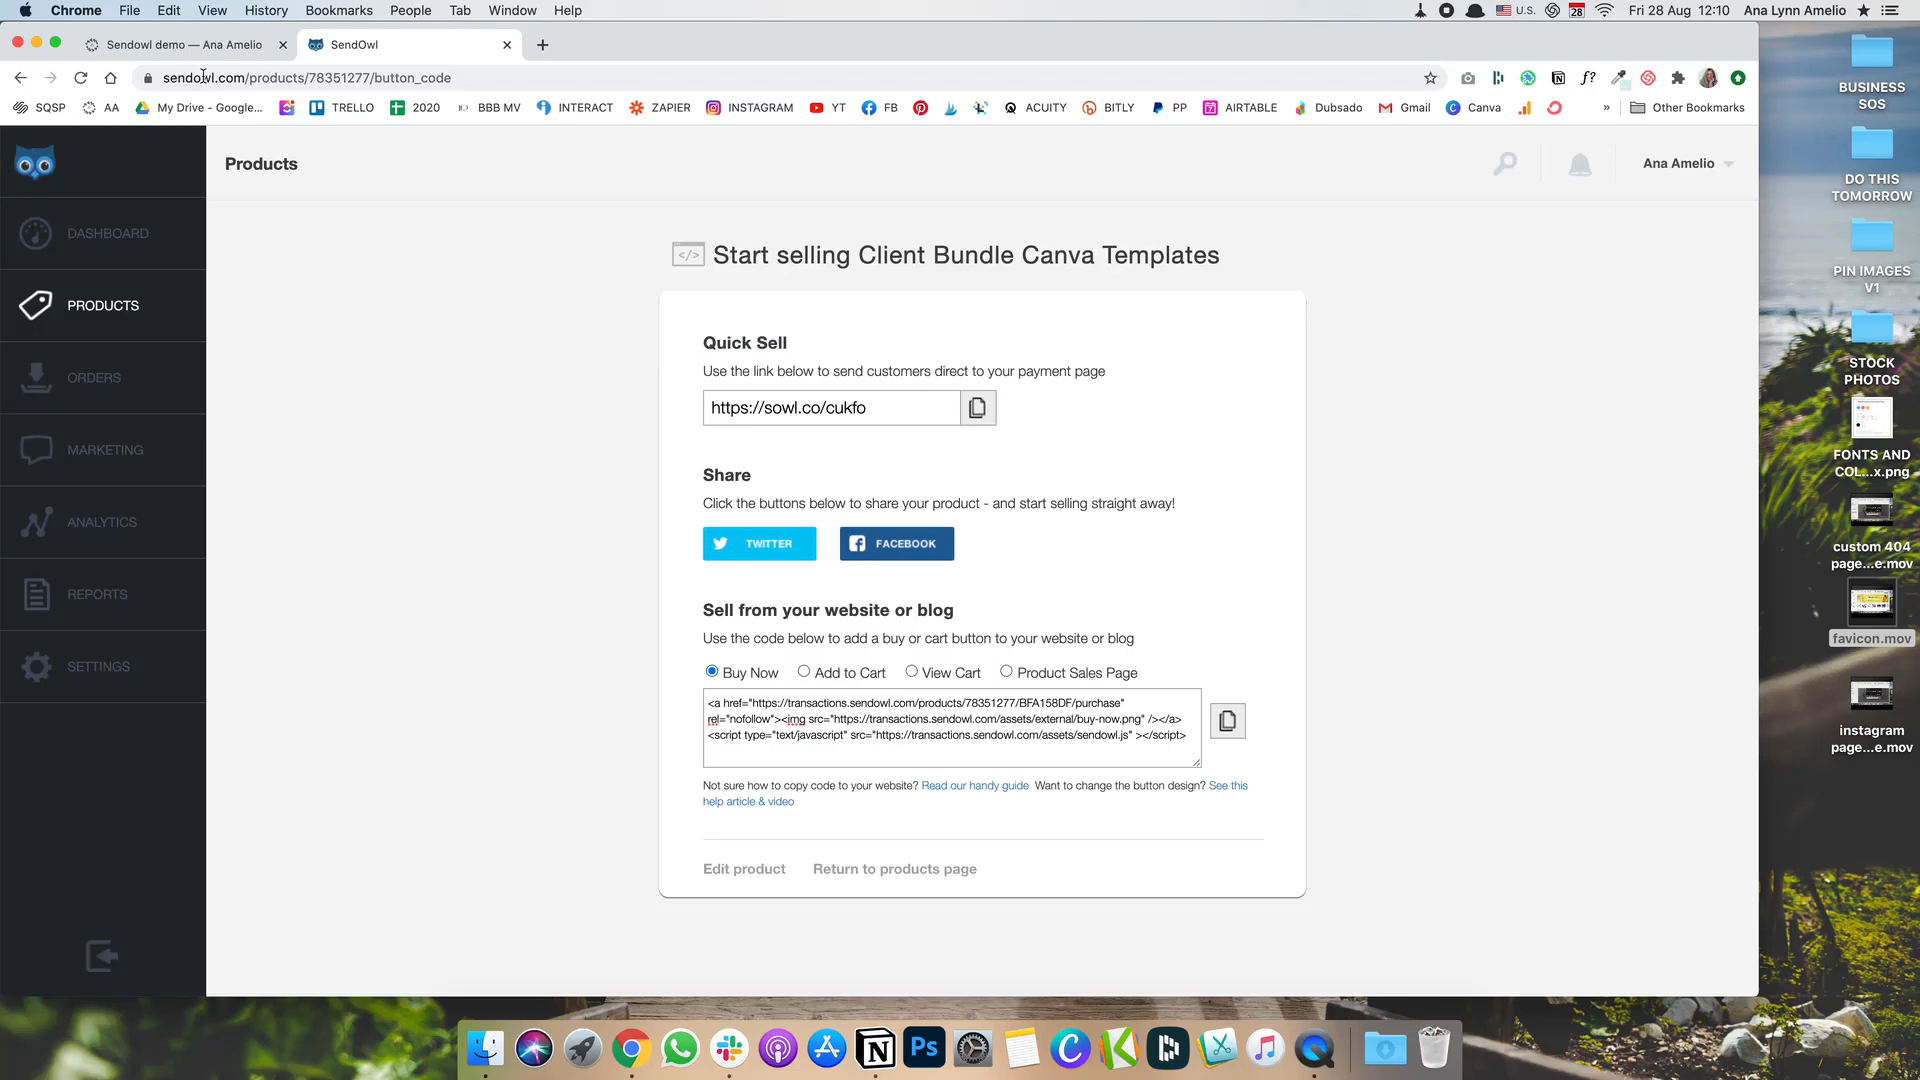 Chrome File Edit View History Bookmarks People Tab Window Help
U.S. 28 Fri 28 Aug 12:10 Ana Lynn Amelio
Sendowl demo — Ana Amelio
SendOwl
sendowl.com/products/78351277/button_code
SQSP AA My Drive - Google... TRELLO 2020 BBB MV INTERACT ZAPIER INSTAGRAM YT FB ACUITY BITLY PP AIRTABLE Dubsado Gmail Canva » Other Bookmarks
Products
Ana Amelio
DASHBOARD
PRODUCTS
ORDERS
MARKETING
ANALYTICS
REPORTS
SETTINGS
</> Start selling Client Bundle Canva Templates
Quick Sell
Use the link below to send customers direct to your payment page
https://sowl.co/cukfo
Share
Click the buttons below to share your product - and start selling straight away!
TWITTER
FACEBOOK
Sell from your website or blog
Use the code below to add a buy or cart button to your website or blog
Buy Now Add to Cart View Cart Product Sales Page
<a href="https://transactions.sendowl.com/products/78351277/BFA158DF/purchase"
rel="nofollow"><img src="https://transactions.sendowl.com/assets/external/buy-now.png" /></a>
<script type="text/javascript" src="https://transactions.sendowl.com/assets/sendowl.js" ></script>
Not sure how to copy code to your website? Read our handy guide Want to change the button design? See this
help article & video
Edit product Return to products page
BUSINESS
SOS
DO THIS
TOMORROW
PIN IMAGES
V1
STOCK
PHOTOS
FONTS AND
COL...x.png
custom 404
page...e.mov
favicon.mov
instagram
page...e.mov
Ps